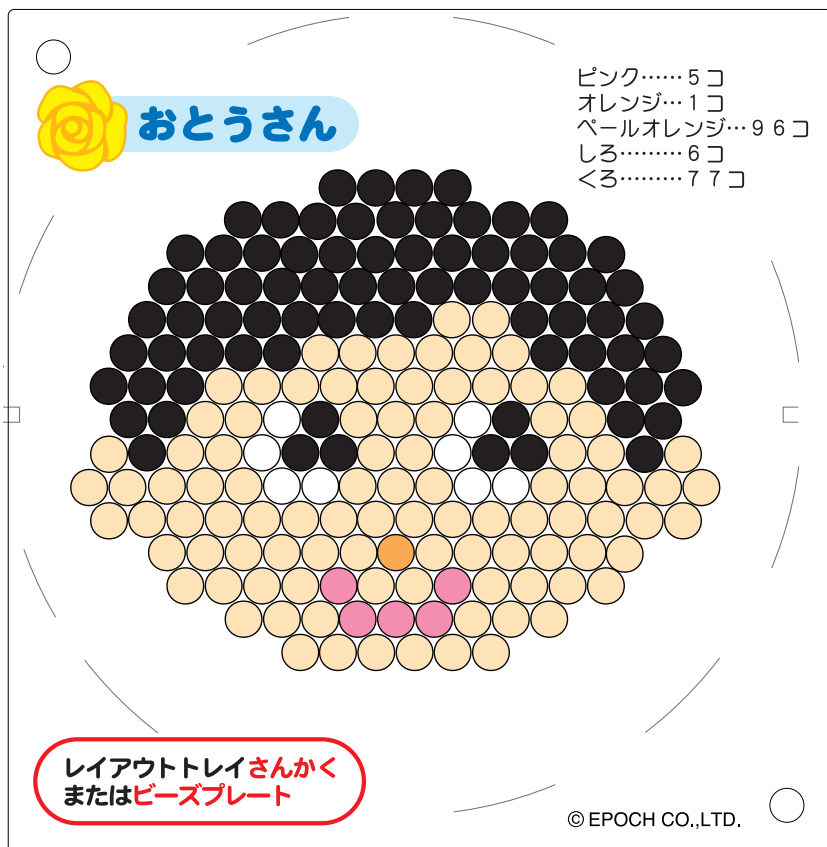 おとうさん
ピンク……５コ
オレンジ…１コ
ペールオレンジ…９６コ
しろ………６コ
くろ………７７コ
レイアウトトレイさんかく
またはビーズプレート
© EPOCH CO.,LTD.